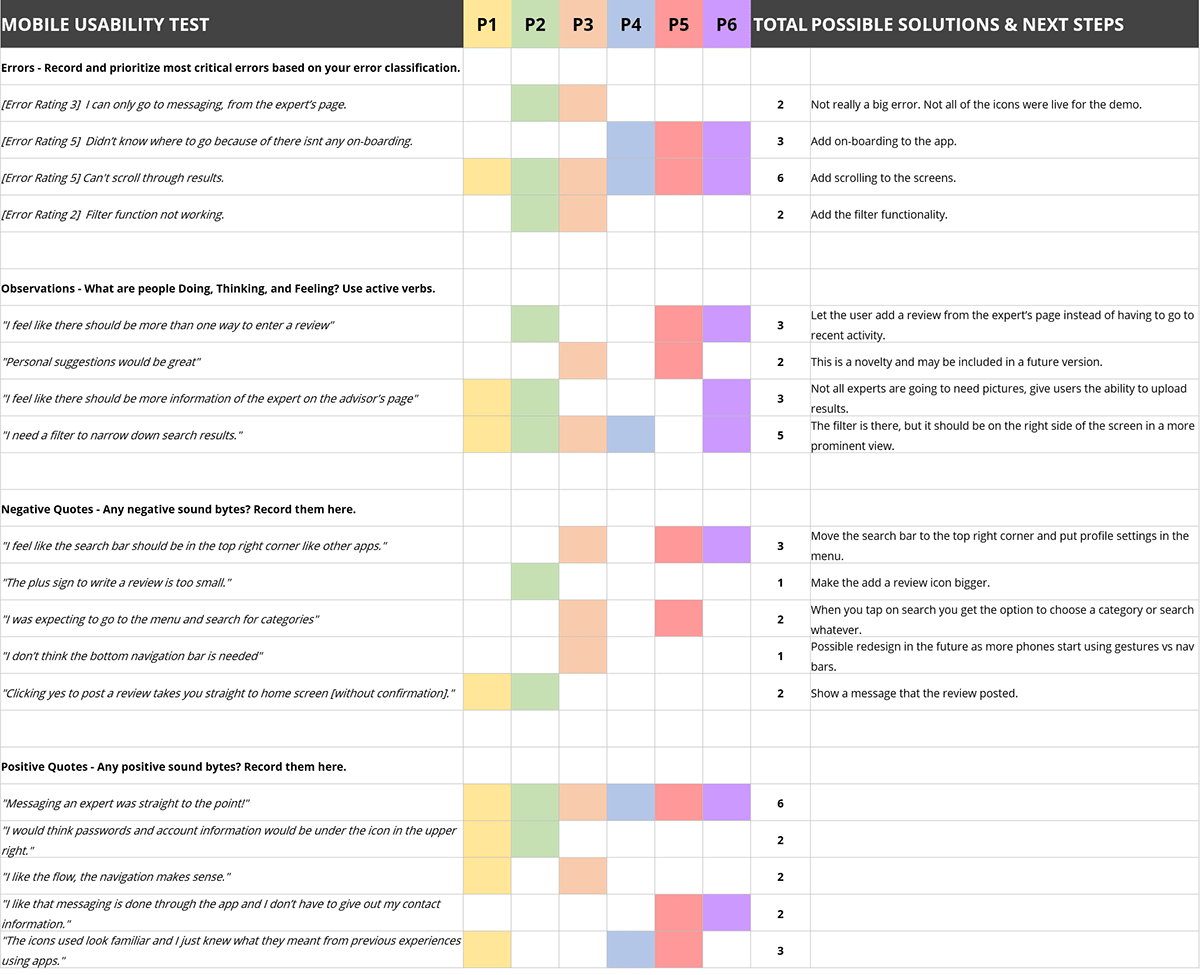 MOBILE USABILITY TEST P1 P2 P3 P4 P5 P6 TOTAL POSSIBLE SOLUTIONS & NEXT STEPS
Errors - Record and prioritize most critical errors based on your error classification.
[Error Rating 3]  I can only go to messaging, from the expert's page. 2 Not really a big error. Not all of the icons were live for the demo.
[Error Rating 5]  Didn't know where to go because of there isnt any on-boarding. 3 Add on-boarding to the app.
[Error Rating 5] Can't scroll through results. 6 Add scrolling to the screens.
[Error Rating 2]  Filter function not working. 2 Add the filter functionality.
Observations - What are people Doing, Thinking, and Feeling? Use active verbs.
"I feel like there should be more than one way to enter a review" 3 Let the user add a review from the expert's page instead of having to go to
recent activity.
"Personal suggestions would be great" 2 This is a novelty and may be included in a future version.
"I feel like there should be more information of the expert on the advisor's page" 3 Not all experts are going to need pictures, give users the ability to upload
results.
"I need a filter to narrow down search results." 5 The filter is there, but it should be on the right side of the screen in a more
prominent view.
Negative Quotes - Any negative sound bytes? Record them here.
"I feel like the search bar should be in the top right corner like other apps." 3 Move the search bar to the top right corner and put profile settings in the
menu.
"The plus sign to write a review is too small." 1 Make the add a review icon bigger.
"I was expecting to go to the menu and search for categories" 2 When you tap on search you get the option to choose a category or search
whatever.
"I don't think the bottom navigation bar is needed" 1 Possible redesign in the future as more phones start using gestures vs nav
bars.
"Clicking yes to post a review takes you straight to home screen [without confirmation]." 2 Show a message that the review posted.
Positive Quotes - Any positive sound bytes? Record them here.
"Messaging an expert was straight to the point!" 6
"I would think passwords and account information would be under the icon in the upper
right." 2
"I like the flow, the navigation makes sense." 2
"I like that messaging is done through the app and I don't have to give out my contact
information." 2
"The icons used look familiar and I just knew what they meant from previous experiences
using apps." 3